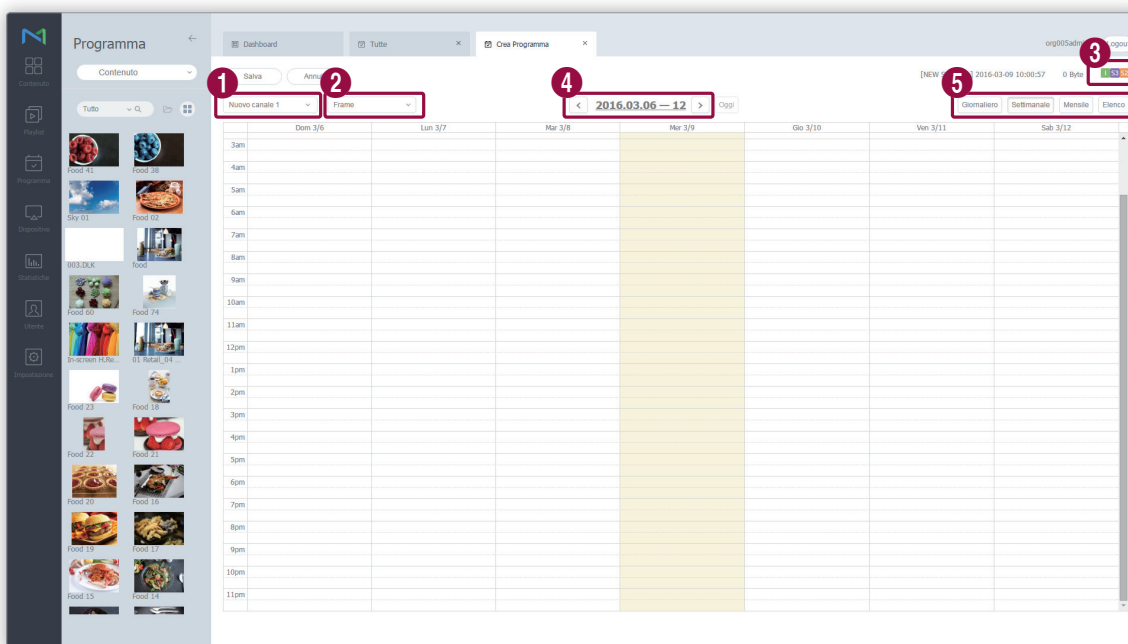 Contenuto
Playlist
Programma
Dispositivo
Statistiche
Utente
Impostazione
Programma
Contenuto
Tutto
Food 41
Food 38
Sky 01
Food 02
003.DLK
food
Food 60
Food 74
In-screen H.Re...
01 Retail_04 ...
Food 23
Food 18
Food 22
Food 21
Food 20
Food 16
Food 19
Food 17
Food 15
Food 14
Dashboard
Tutte
Crea Programma
org005adm
Logout
Salva
Annu
[NEW 2016-03-09 10:00:57
0 Byte
I S3 S2
1
2
3
4
5
Nuovo canale 1
Frame
2016.03.06 — 12
Oggi
Giornaliero
Settimanale
Mensile
Elenco
Dom 3/6
Lun 3/7
Mar 3/8
Mer 3/9
Gio 3/10
Ven 3/11
Sab 3/12
3am
4am
5am
6am
7am
8am
9am
10am
11am
12pm
1pm
2pm
3pm
4pm
5pm
6pm
7pm
8pm
9pm
10pm
11pm